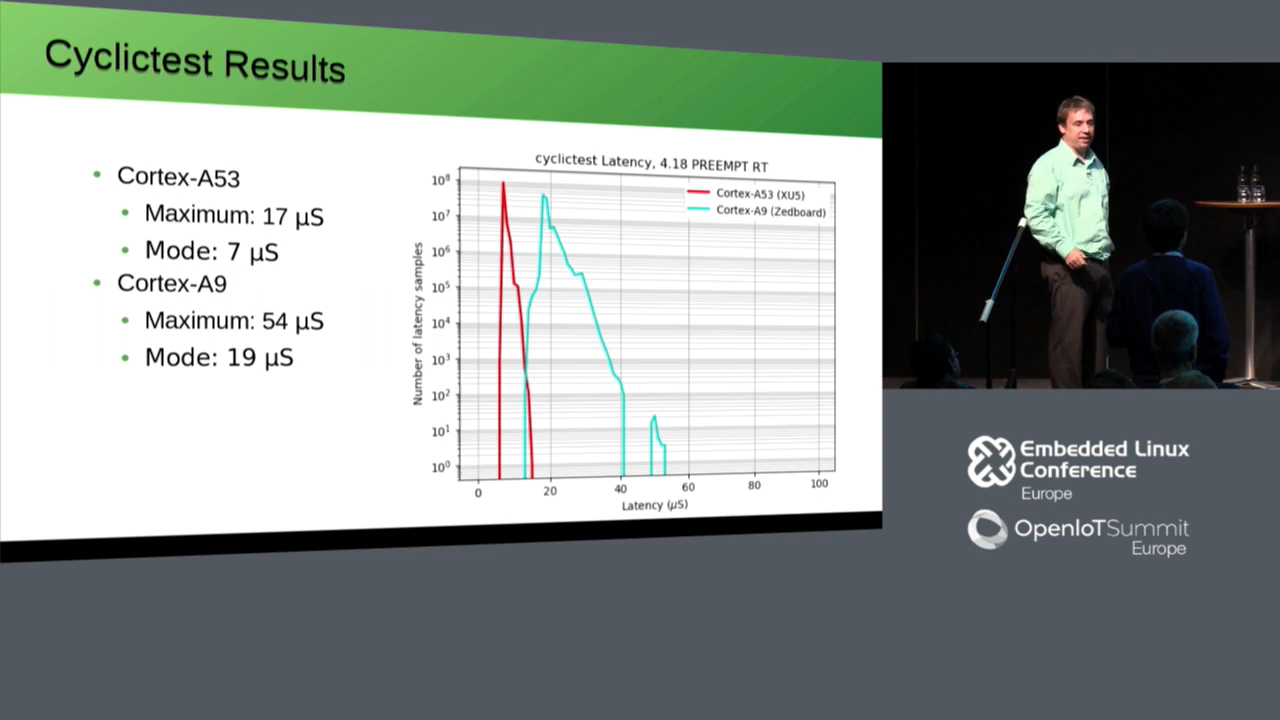 Cyclictest Results
Cortex-A53
Maximum: 17 µS
Mode: 7 µS
Cortex-A9
Maximum: 54 µS
Mode: 19 µS
cyclictest Latency, 4.18 PREEMPT RT
Cortex-A53 (XU5)
Cortex-A9 (Zedboard)
Number of latency samples
10⁸
10⁷
10⁶
10⁵
10⁴
10³
10²
10¹
10⁰
0 20 40 60 80 100
Latency (µS)
Embedded Linux
Conference
Europe
OpenIoTSummit
Europe